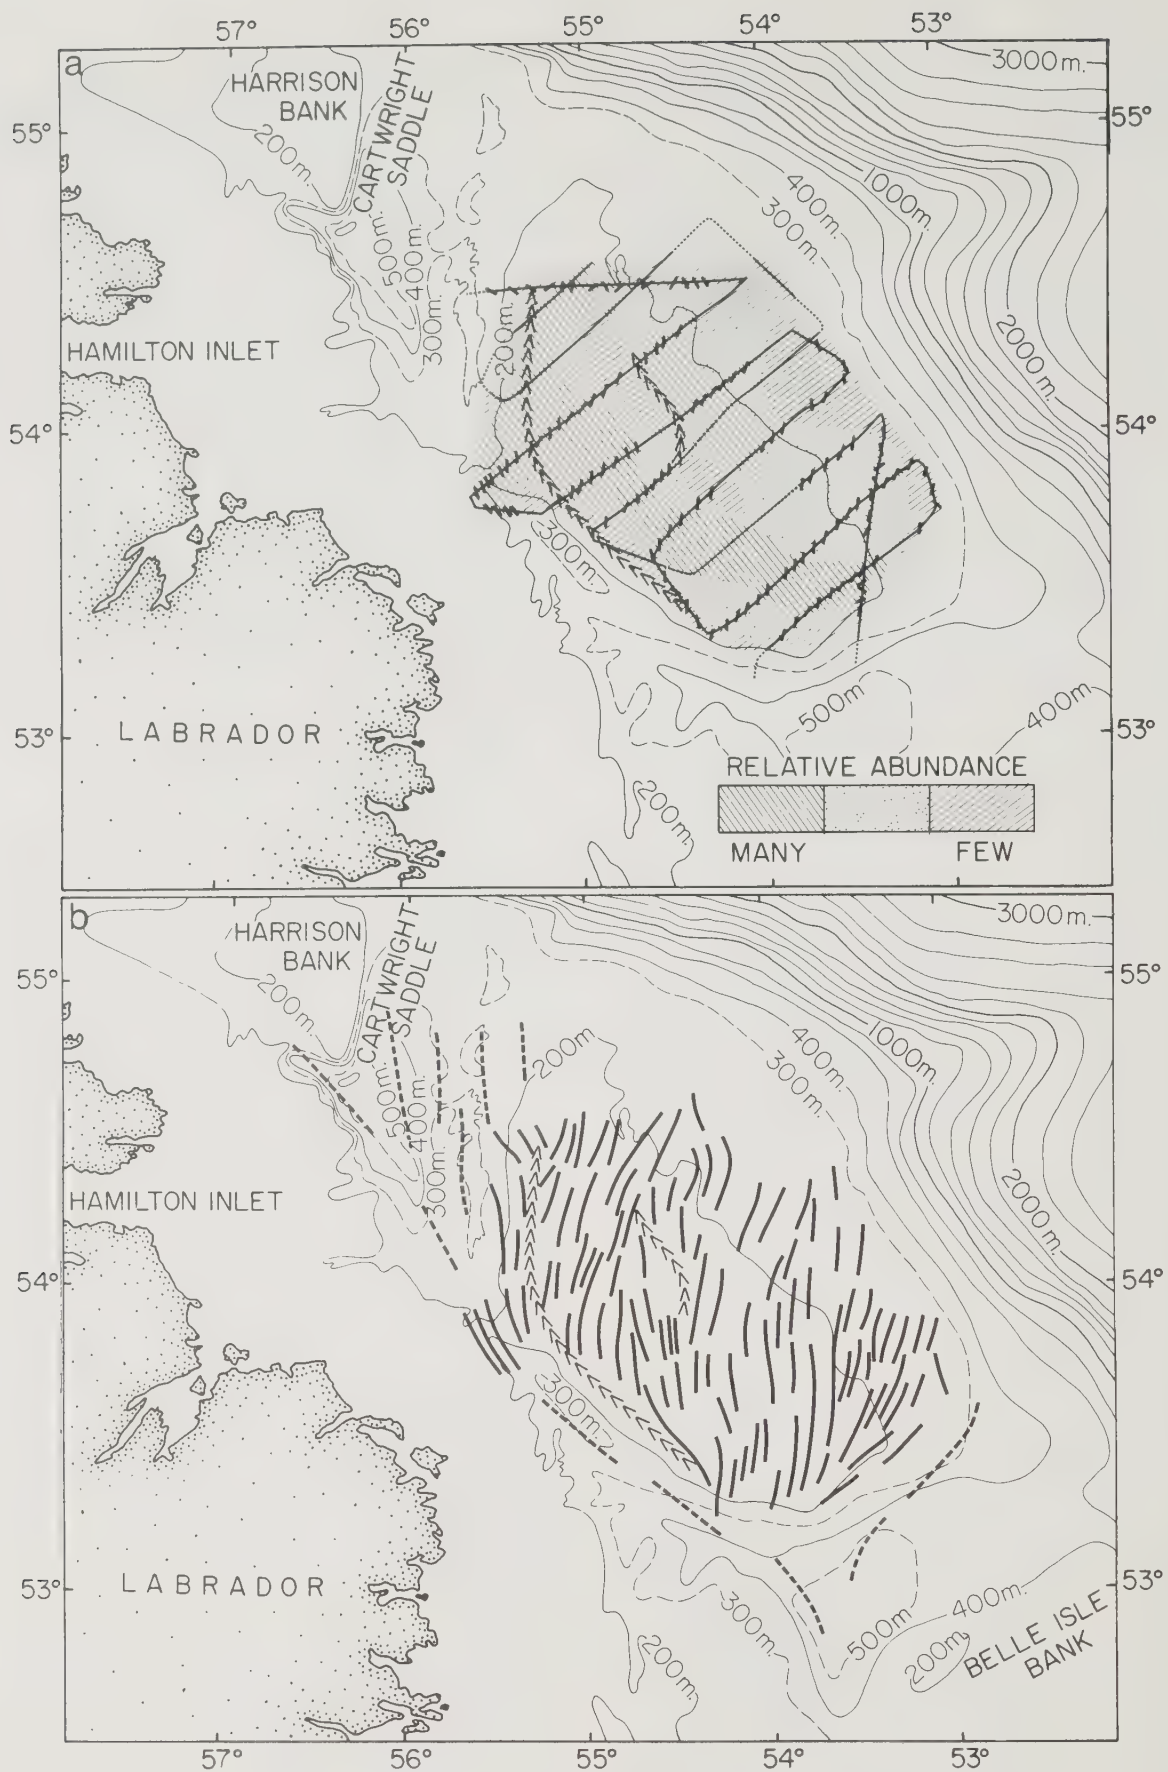 57° 56° 55° 54° 53°
a
3000 m.
HARRISON
BANK
CARTWRIGHT
SADDLE
55°
55°
200m.
400m.
1000m.
300m.
500m.
400m.
300m.
200m.
2000m.
HAMILTON INLET
54°
54°
300m.
LABRADOR
53°
53°
500m
400m
RELATIVE ABUNDANCE
200m.
MANY FEW
b
3000 m.
HARRISON
BANK
CARTWRIGHT
SADDLE
55°
55°
200m.
200m
400m.
1000m.
300m.
500m.
400m.
300m.
2000m.
HAMILTON INLET
54°
54°
300m.
LABRADOR
53°
53°
300m.
400m.
500m
200m.
200m.
BELLE ISLE
BANK
57° 56° 55° 54° 53°